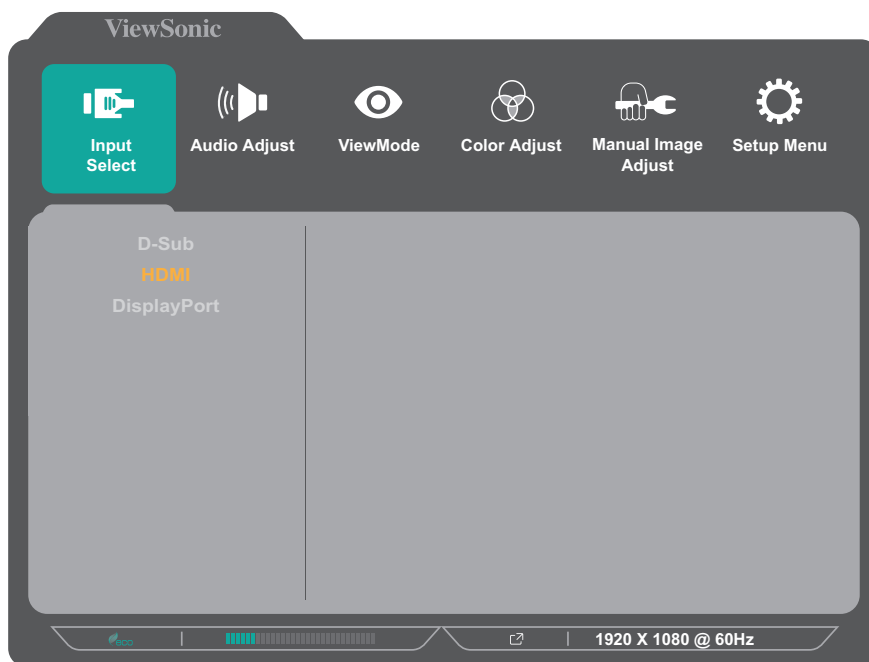 ViewSonic
Input Select
Audio Adjust
ViewMode
Color Adjust
Manual Image Adjust
Setup Menu
D-Sub
HDMI
DisplayPort
eco
1920 X 1080 @ 60Hz